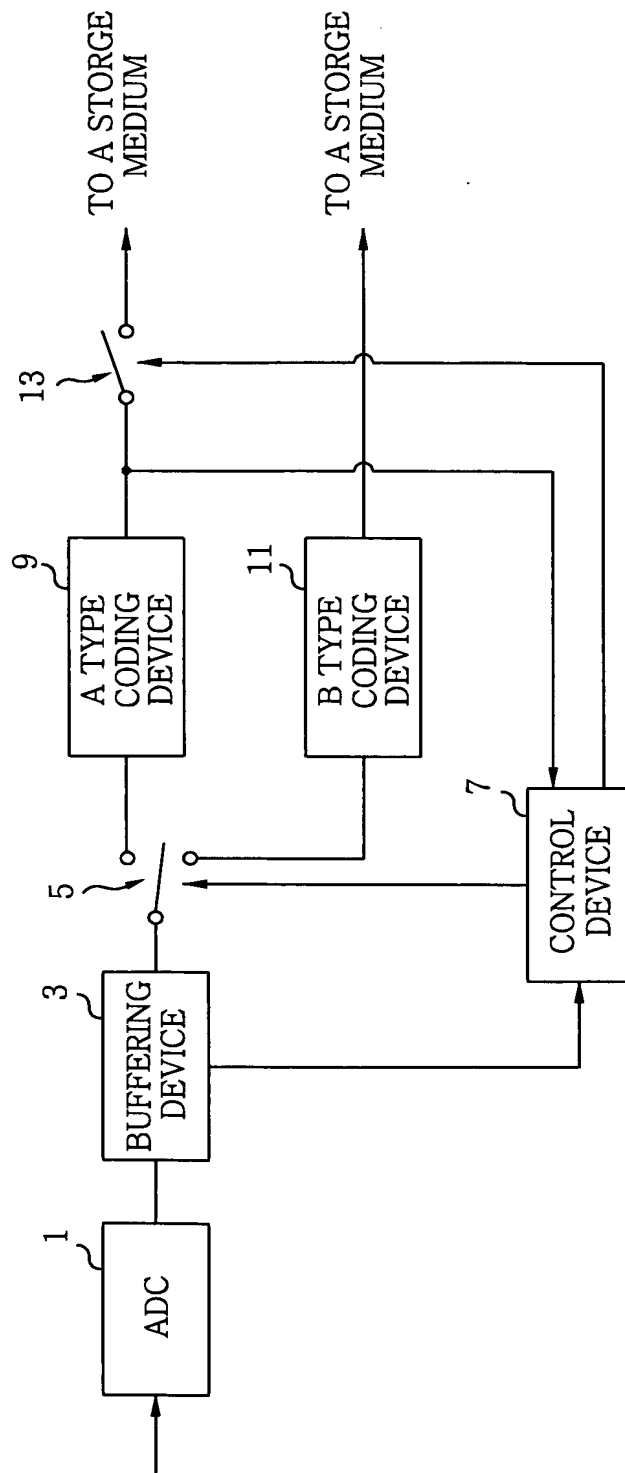 1
ADC
3
BUFFERING
DEVICE
5
9
A TYPE
CODING
DEVICE
11
B TYPE
CODING
DEVICE
7
CONTROL
DEVICE
13
TO A STORGE
MEDIUM
TO A STORGE
MEDIUM